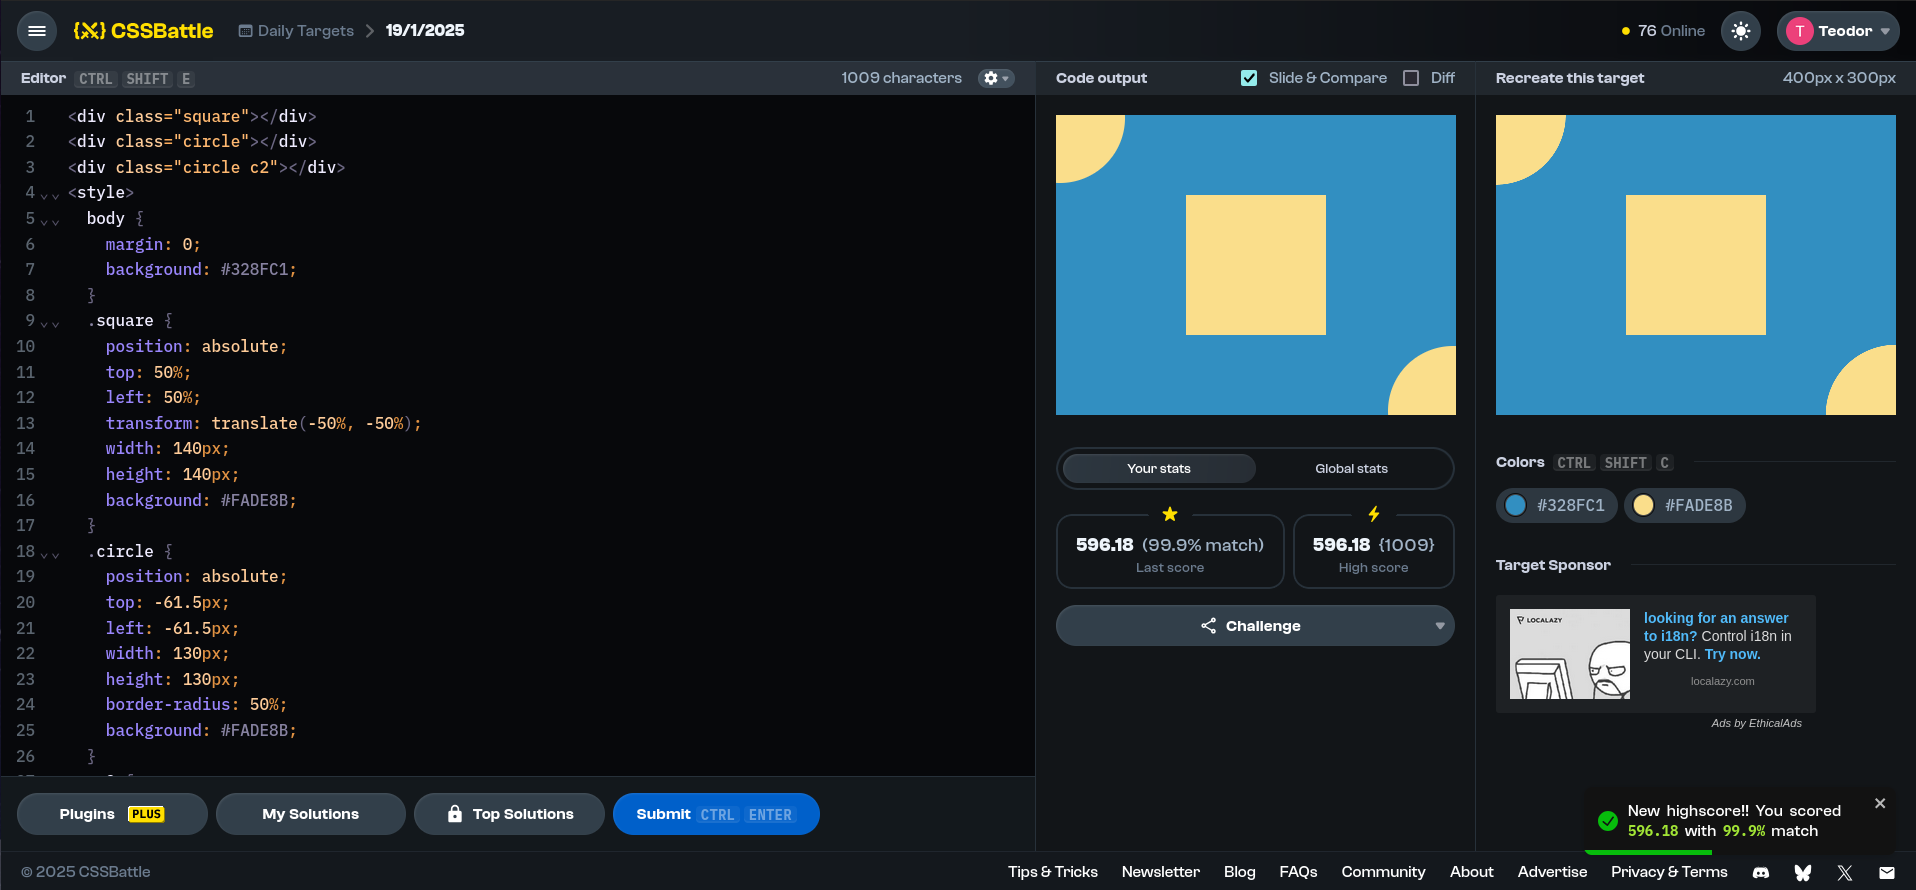 CSSBattle
Daily Targets
19/1/2025
76 Online
T
Teodor
Editor CTRL SHIFT E
1009 characters
1 <div class="square"></div>
2 <div class="circle"></div>
3 <div class="circle c2"></div>
4 <style>
5 body {
6 margin: 0;
7 background: #328FC1;
8 }
9 .square {
10 position: absolute;
11 top: 50%;
12 left: 50%;
13 transform: translate(-50%, -50%);
14 width: 140px;
15 height: 140px;
16 background: #FADE8B;
17 }
18 .circle {
19 position: absolute;
20 top: -61.5px;
21 left: -61.5px;
22 width: 130px;
23 height: 130px;
24 border-radius: 50%;
25 background: #FADE8B;
26 }
Plugins PLUS
My Solutions
Top Solutions
Submit CTRL ENTER
Code output
Slide & Compare
Diff
Your stats
Global stats
596.18 (99.9% match)
Last score
596.18 {1009}
High score
Challenge
Recreate this target
400px x 300px
Colors CTRL SHIFT C
#328FC1
#FADE8B
Target Sponsor
LOCALAZY
looking for an answer
to i18n? Control i18n in
your CLI. Try now.
localazy.com
Ads by EthicalAds
New highscore!! You scored
596.18 with 99.9% match
© 2025 CSSBattle
Tips & Tricks
Newsletter
Blog
FAQs
Community
About
Advertise
Privacy & Terms